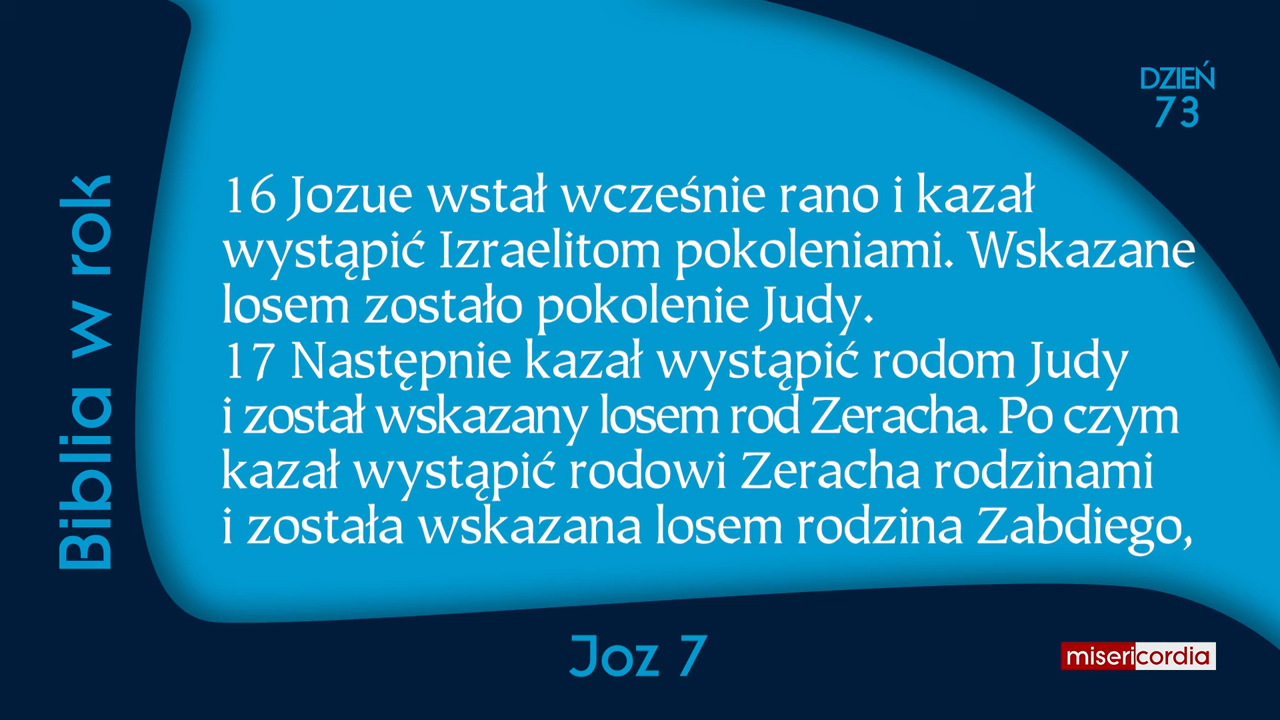 DZIEŃ
73
Biblia w rok
16 Jozue wstał wcześnie rano i kazał
wystąpić Izraelitom pokoleniami. Wskazane
losem zostało pokolenie Judy.
17 Następnie kazał wystąpić rodom Judy
i został wskazany losem rod Zeracha. Po czym
kazał wystąpić rodowi Zeracha rodzinami
i została wskazana losem rodzina Zabdiego,
Joz 7
misericordia